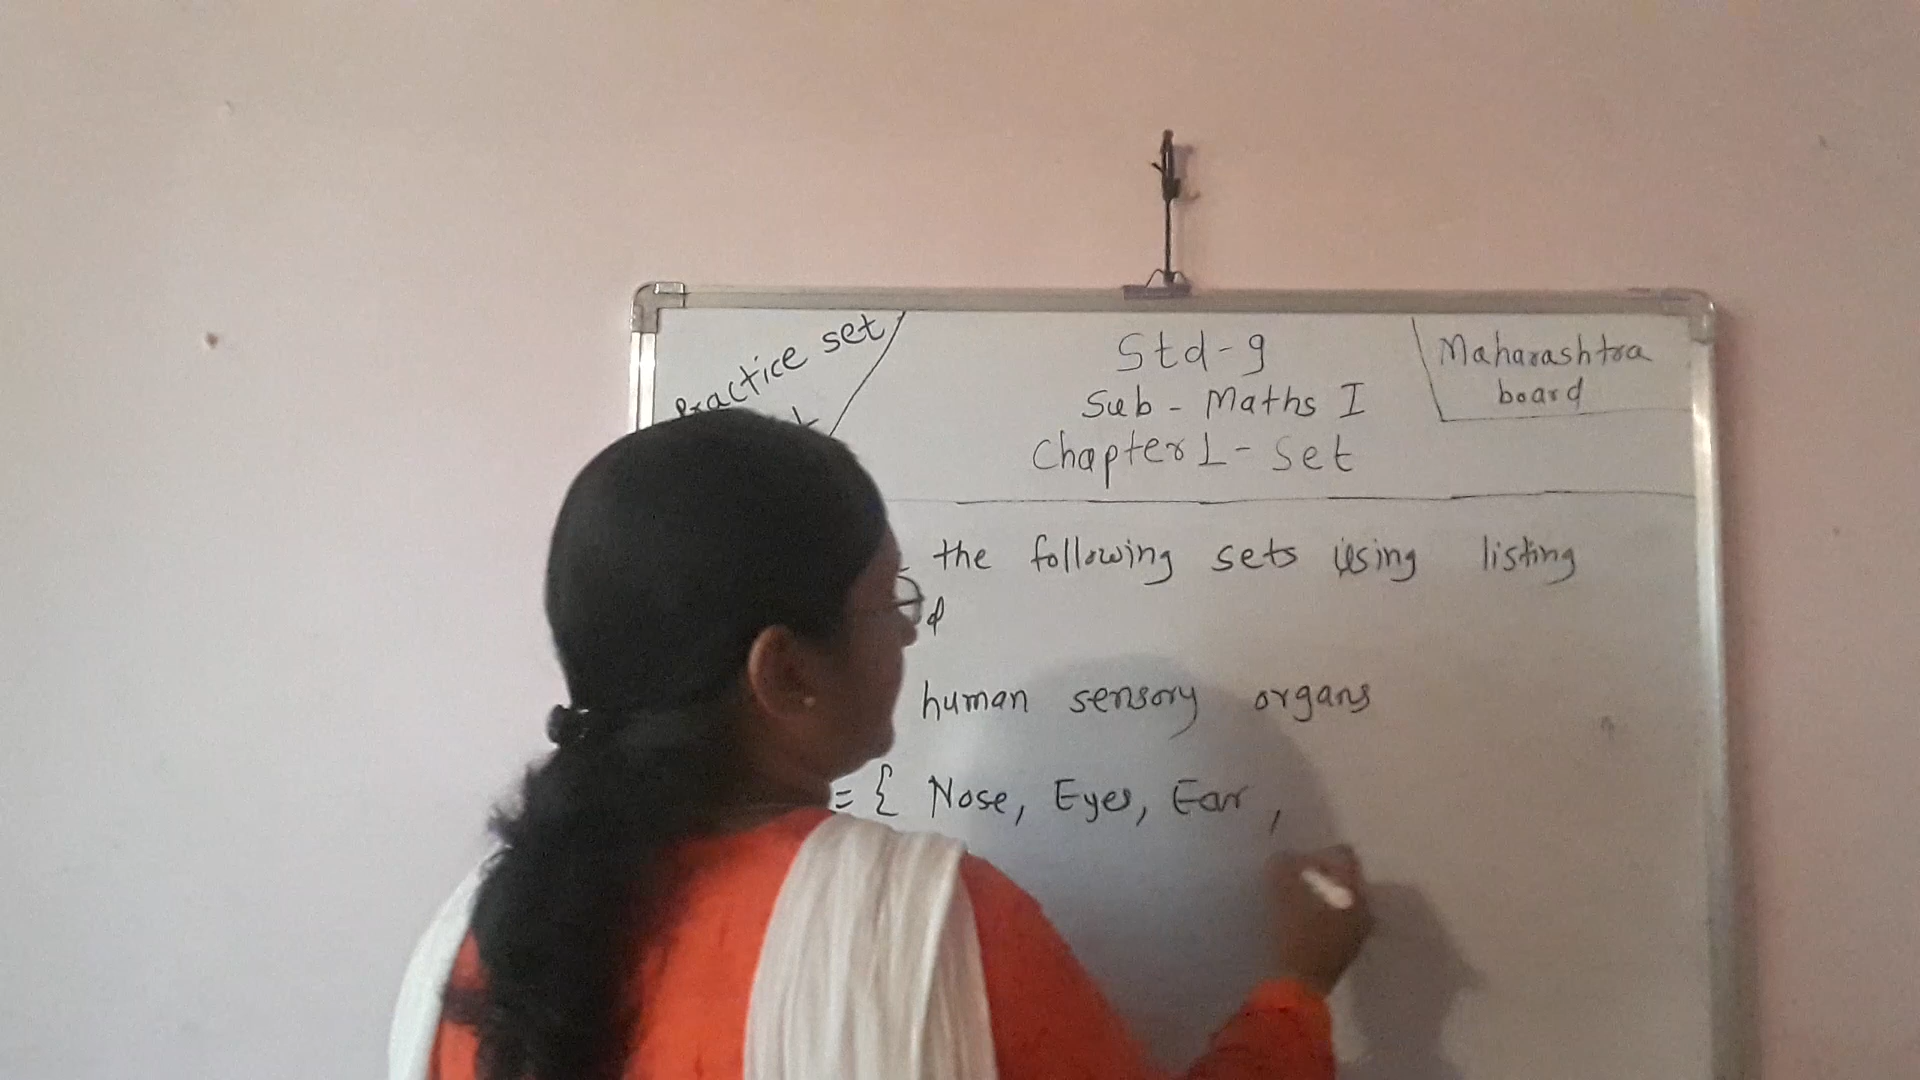 Practice set
Std-9
Sub - Maths I
Chapter 1 - Set
Maharashtra
board
the following sets using listing
human sensory organs
= { Nose, Eyes, Ear ,